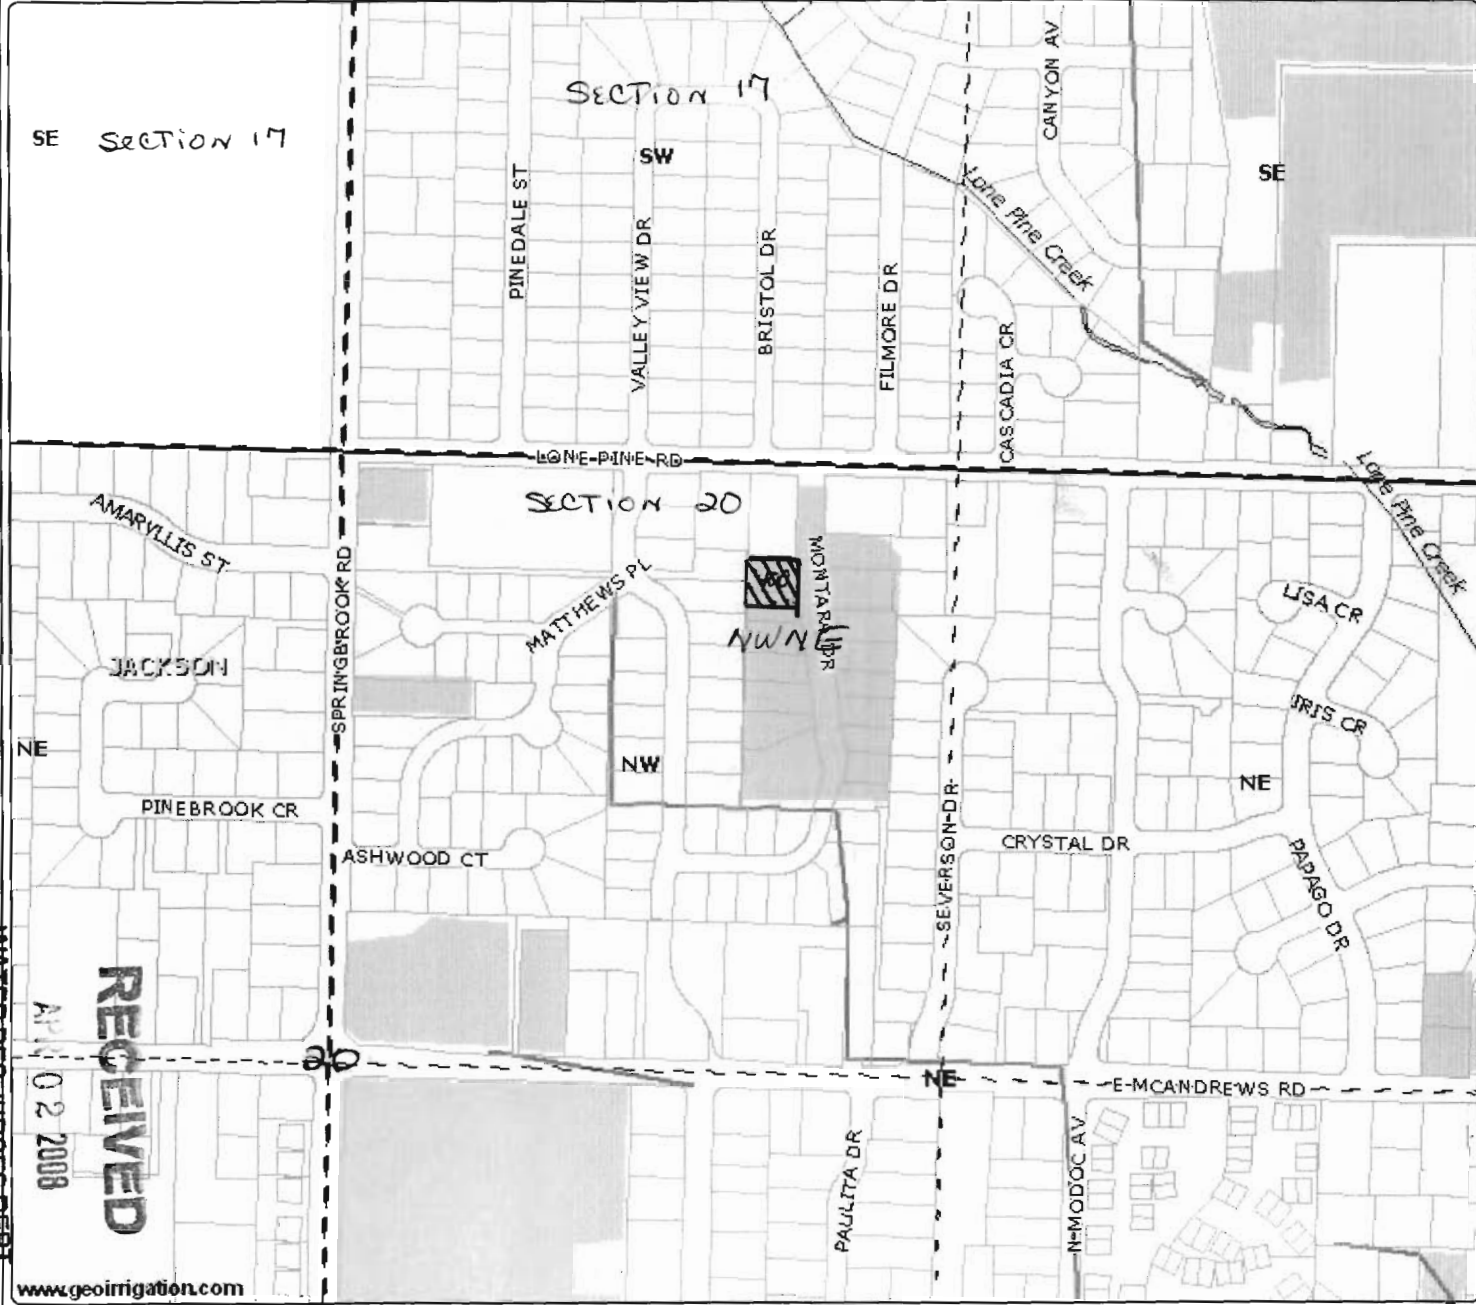 SECTION 17
SE SECTION 17
SW
SE
PINEDALE ST
VALLEY VIEW DR
BRISTOL DR
FILMORE DR
CANYON AV
Lone Pine Creek
CASCADIA CR
LONE PINE RD
SECTION 20
Lone Pine Creek
AMARYLLIS ST
SPRINGBROOK RD
MATTHEWS PL
MONTARA DR
NWNE
LISA CR
JACKSON
IRIS CR
NE
NW
NE
PINEBROOK CR
ASHWOOD CT
SEVERSON DR
CRYSTAL DR
PAPAGO DR
RECEIVED
APR 02 2008
20
NE
E MCANDREWS RD
PAULITA DR
N MODOC AV
www.geoirrigation.com